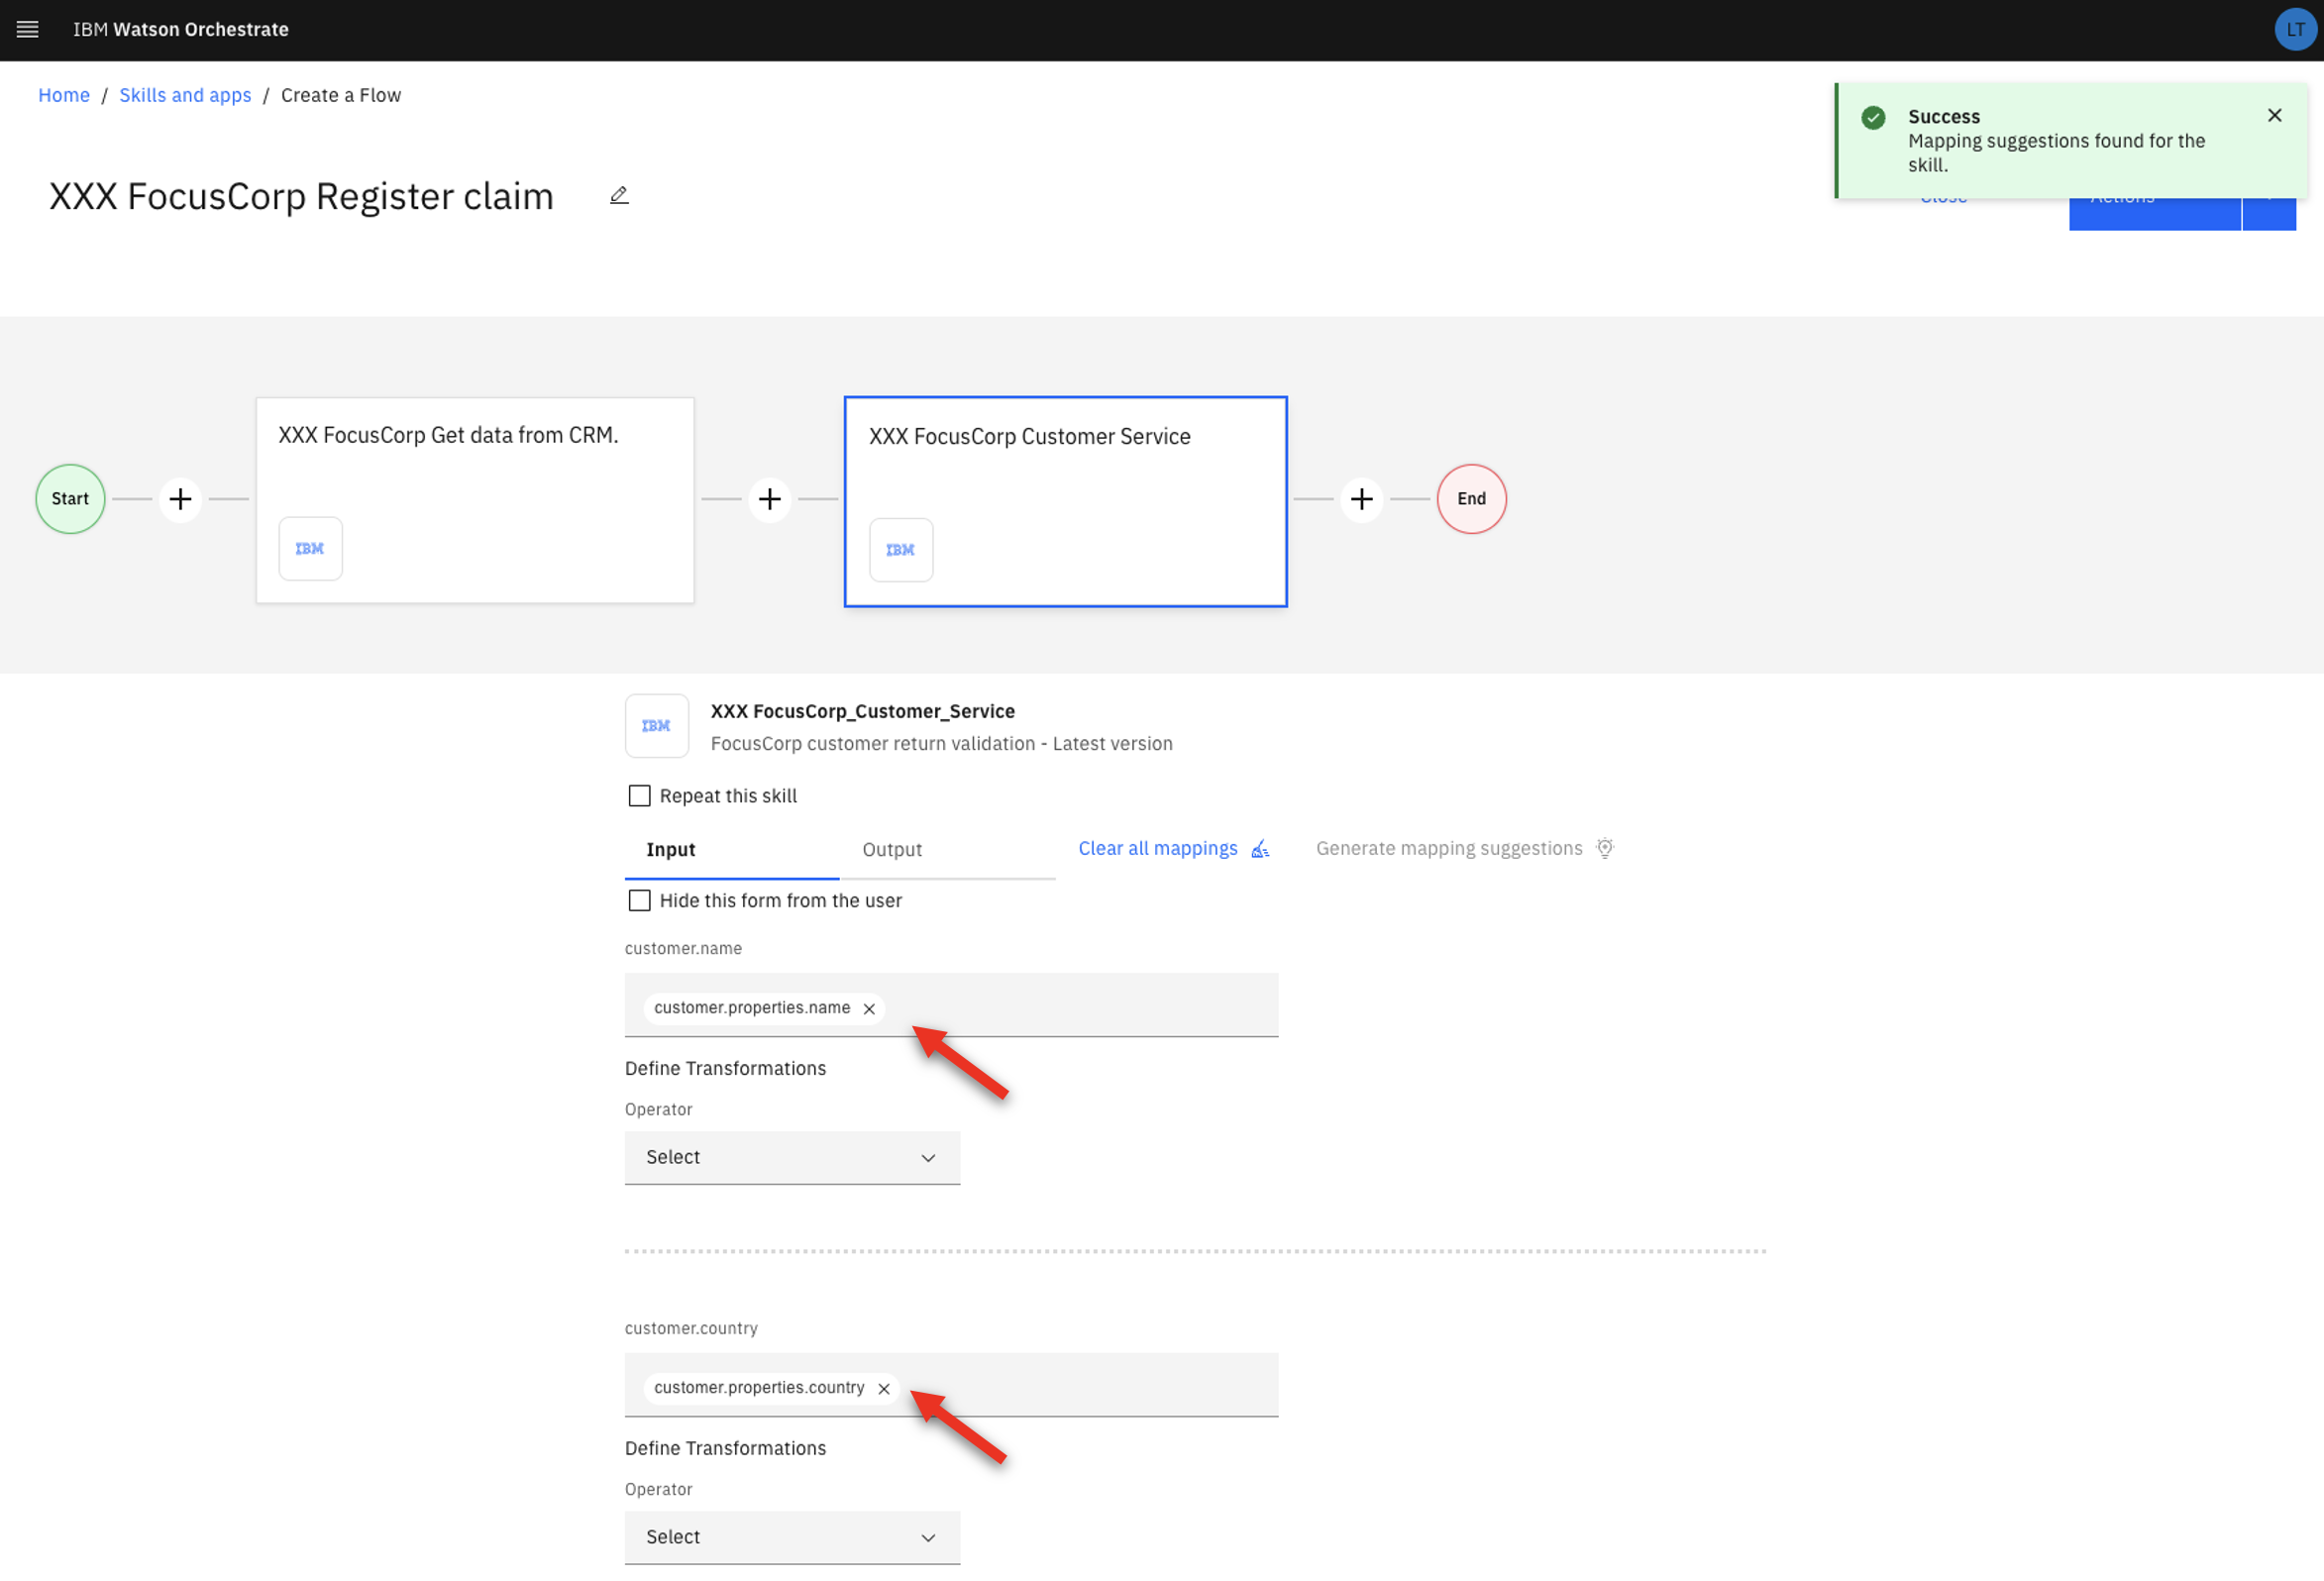 IBM Watson Orchestrate
LT
Home / Skills and apps / Create a Flow
Success
Mapping suggestions found for the
skill.
XXX FocusCorp Register claim
Close
Actions
XXX FocusCorp Get data from CRM.
XXX FocusCorp Customer Service
Start
End
IBM
IBM
IBM
XXX FocusCorp_Customer_Service
FocusCorp customer return validation - Latest version
Repeat this skill
Input
Output
Clear all mappings
Generate mapping suggestions
Hide this form from the user
customer.name
customer.properties.name
Define Transformations
Operator
Select
customer.country
customer.properties.country
Define Transformations
Operator
Select